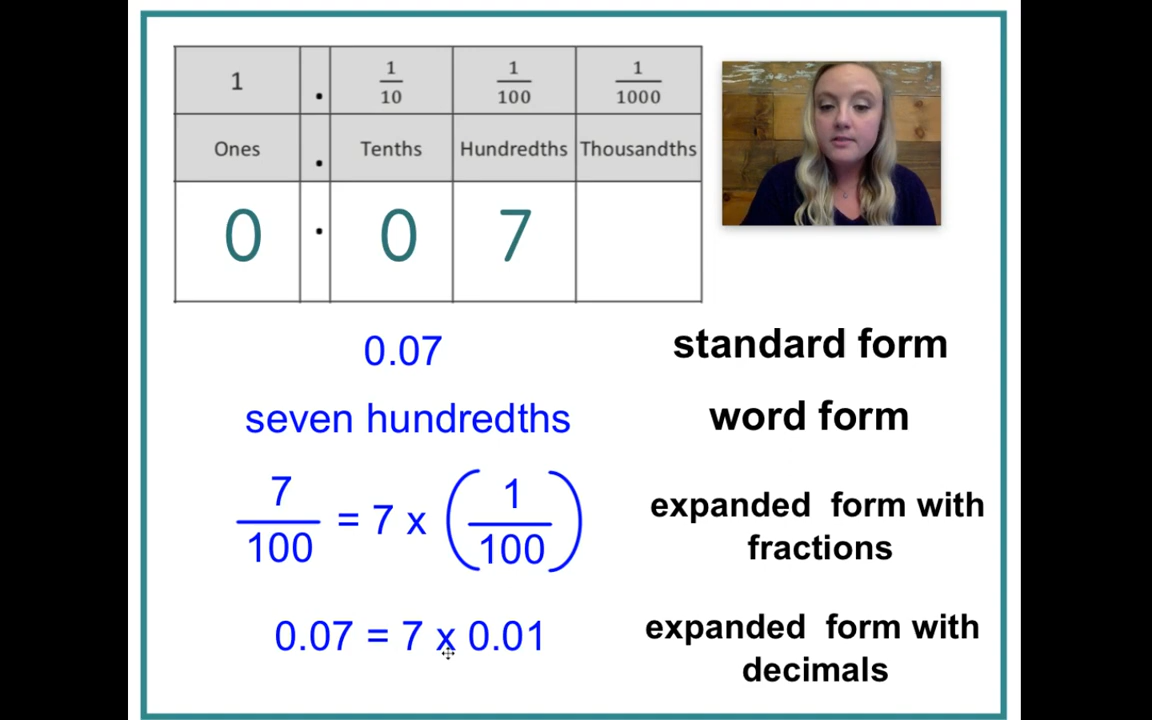 1 . 1/10 1/100 1/1000
Ones . Tenths Hundredths Thousandths
0 . 0 7
0.07 standard form
seven hundredths word form
7/100 = 7 x (1/100) expanded form with
fractions
0.07 = 7 x 0.01 expanded form with
decimals